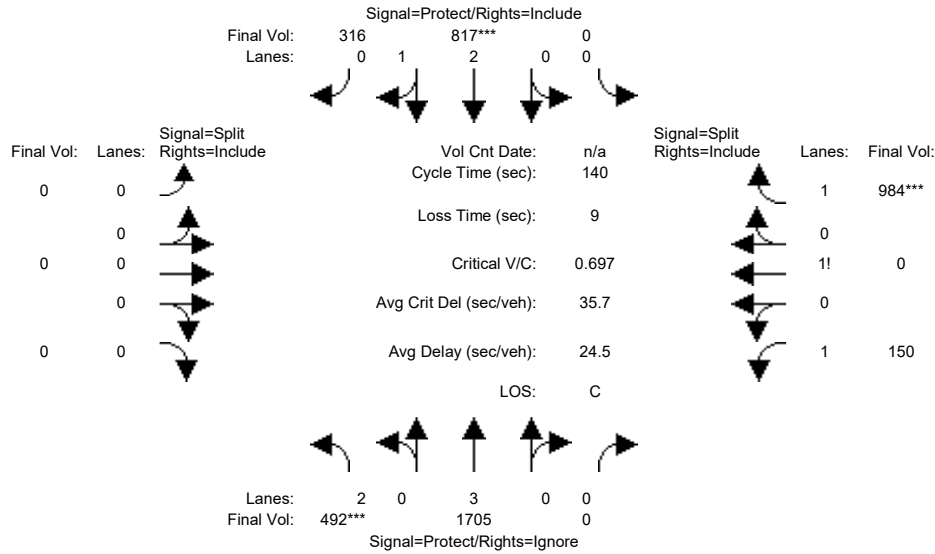 Signal=Protect/Rights=Include
Final Vol: 316 817*** 0
Lanes: 0 1 2 0 0
Signal=Split
Rights=Include
Final Vol: Lanes:
0 0
0
0 0
0
0 0
Vol Cnt Date: n/a
Cycle Time (sec): 140
Loss Time (sec): 9
Critical V/C: 0.697
Avg Crit Del (sec/veh): 35.7
Avg Delay (sec/veh): 24.5
LOS: C
Signal=Split
Rights=Include
Lanes: Final Vol:
1 984***
0
1! 0
0
1 150
Lanes: 2 0 3 0 0
Final Vol: 492*** 1705 0
Signal=Protect/Rights=Ignore